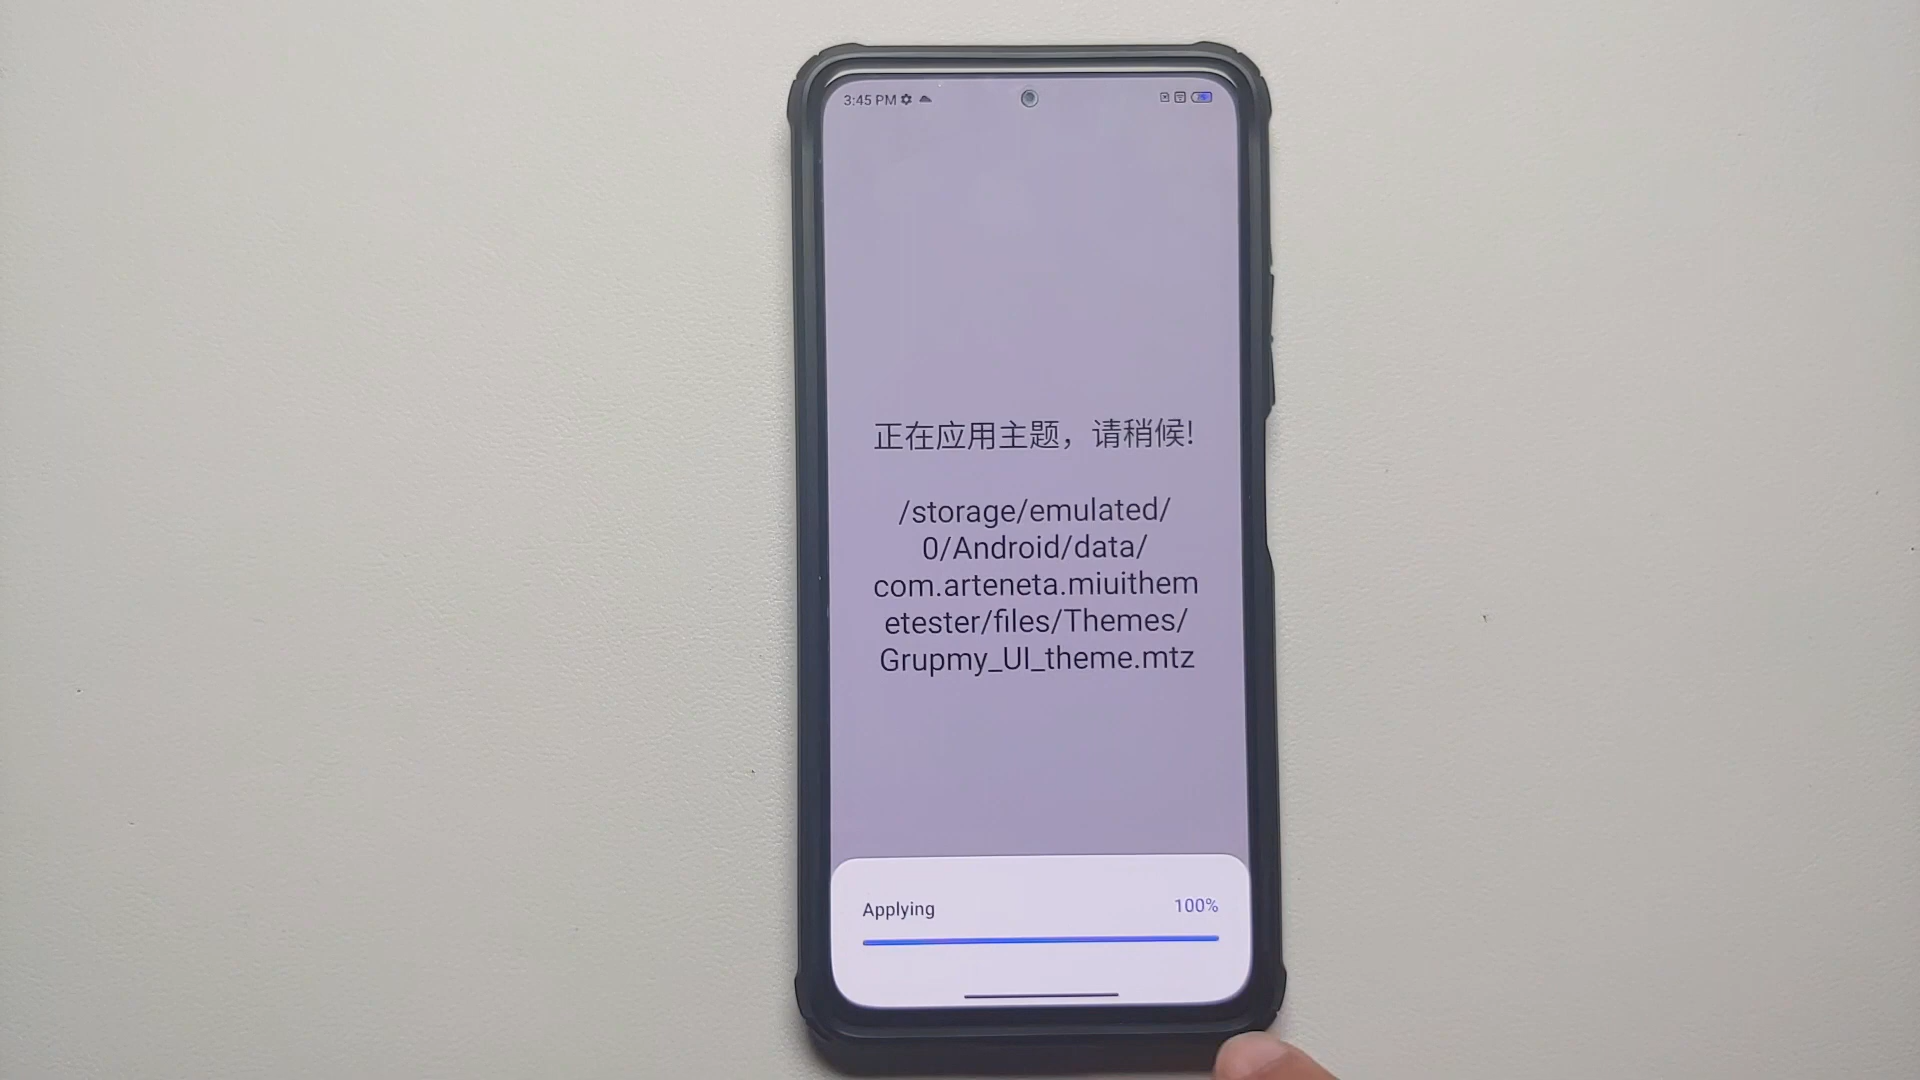 3:45 PM
正在应用主题，请稍候!
/storage/emulated/
0/Android/data/
com.arteneta.miuithem
etester/files/Themes/
Grupmy_UI_theme.mtz
Applying 100%